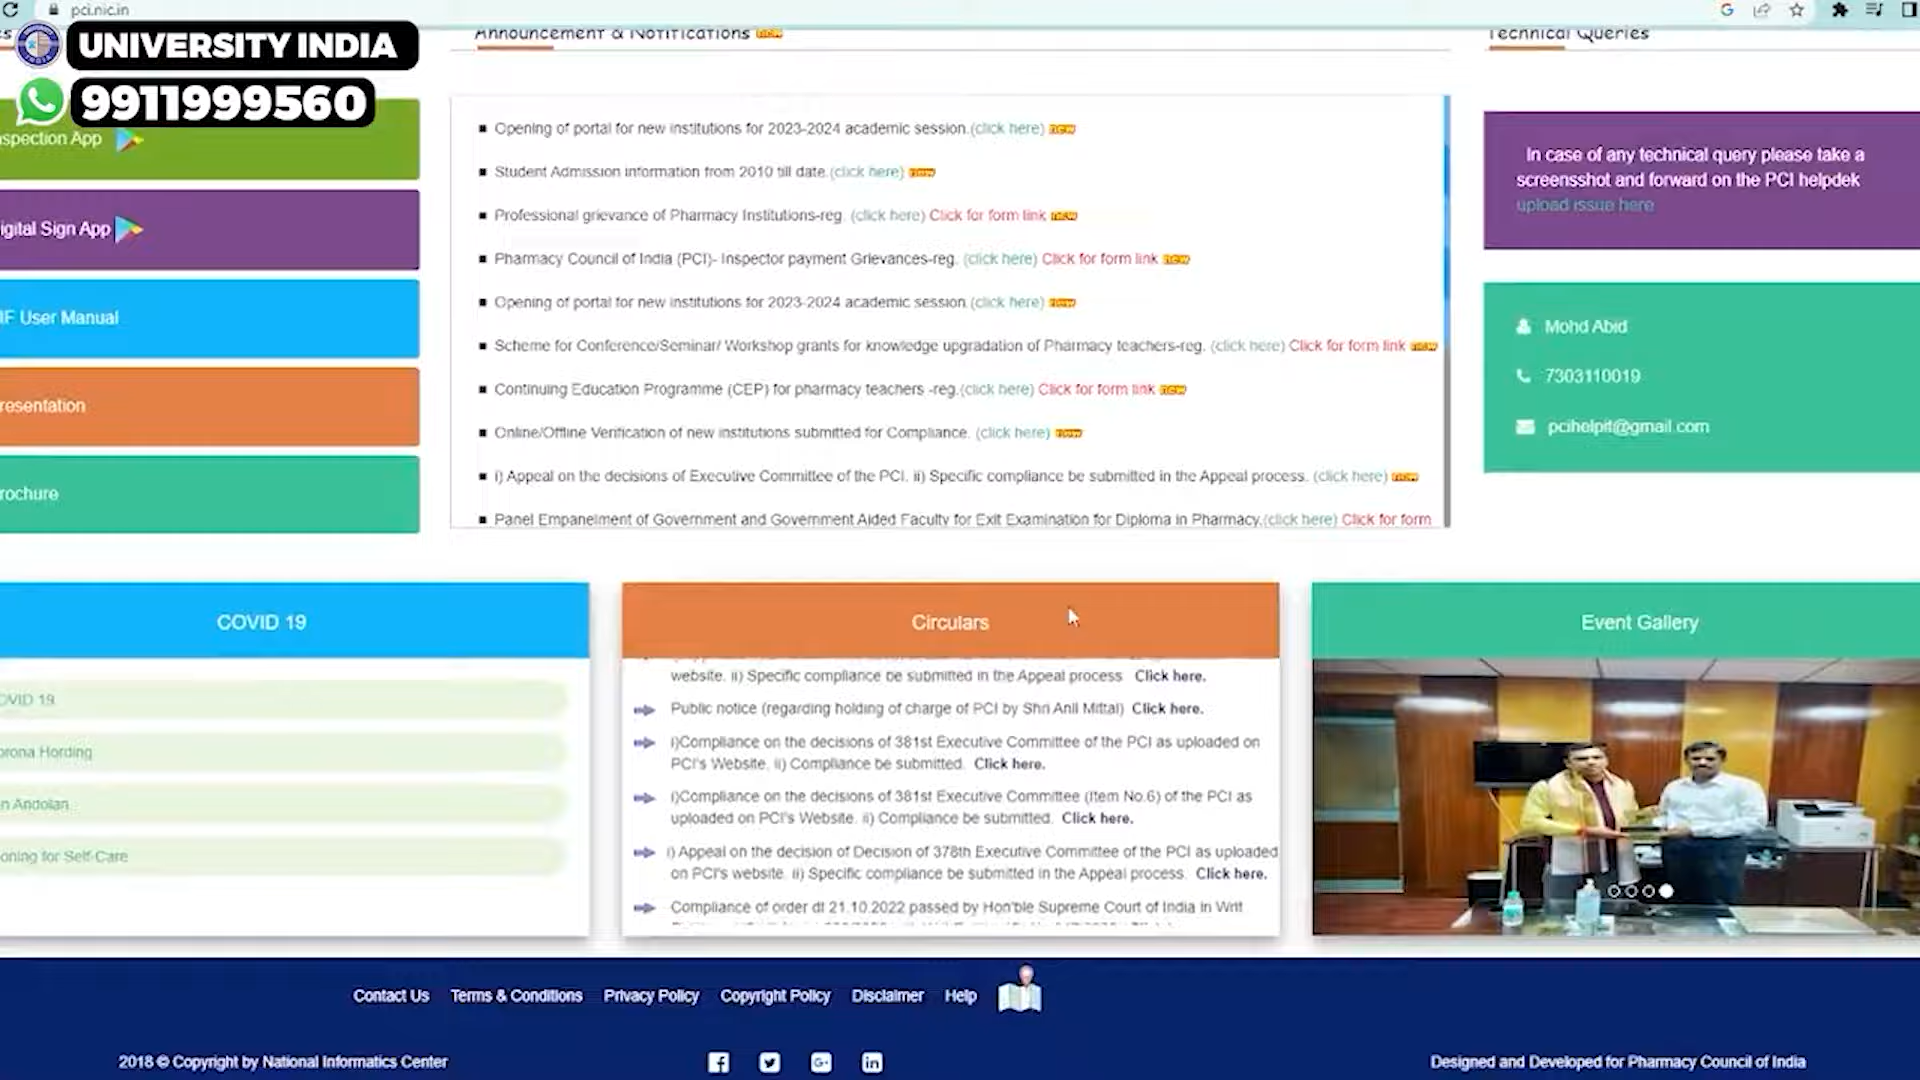 pci.nic.in
UNIVERSITY INDIA
9911999560
Announcement & Notifications new
Technical Queries
nspection App
igital Sign App
IF User Manual
resentation
rochure
Opening of portal for new institutions for 2023-2024 academic session.(click here) new
Student Admission information from 2010 till date.(click here) new
Professional grievance of Pharmacy Institutions-reg. (click here) Click for form link new
Pharmacy Council of India (PCI)- Inspector payment Grievances-reg. (click here) Click for form link new
Opening of portal for new institutions for 2023-2024 academic session.(click here) new
Scheme for Conference/Seminar/ Workshop grants for knowledge upgradation of Pharmacy teachers-reg. (click here) Click for form link new
Continuing Education Programme (CEP) for pharmacy teachers -reg.(click here) Click for form link new
Online/Offline Verification of new institutions submitted for Compliance. (click here) new
i) Appeal on the decisions of Executive Committee of the PCI. ii) Specific compliance be submitted in the Appeal process. (click here) new
Panel Empanelment of Government and Government Aided Faculty for Exit Examination for Diploma in Pharmacy.(click here) Click for form
In case of any technical query please take a
screensshot and forward on the PCI helpdek
upload issue here
Mohd Abid
7303110019
pcihelpit@gmail.com
COVID 19
OVID 19
orona Hording
n Andolan
oning for Self-Care
Circulars
website. ii) Specific compliance be submitted in the Appeal process Click here.
Public notice (regarding holding of charge of PCI by Shri Anil Mittal) Click here.
i)Compliance on the decisions of 381st Executive Committee of the PCI as uploaded on
PCI's Website. ii) Compliance be submitted. Click here.
i)Compliance on the decisions of 381st Executive Committee (Item No.6) of the PCI as
uploaded on PCI's Website. ii) Compliance be submitted. Click here.
i) Appeal on the decision of Decision of 378th Executive Committee of the PCI as uploaded
on PCI's website. ii) Specific compliance be submitted in the Appeal process. Click here.
Compliance of order dt 21.10.2022 passed by Hon'ble Supreme Court of India in Writ
Event Gallery
Contact Us Terms & Conditions Privacy Policy Copyright Policy Disclaimer Help
2018 © Copyright by National Informatics Center
Designed and Developed for Pharmacy Council of India